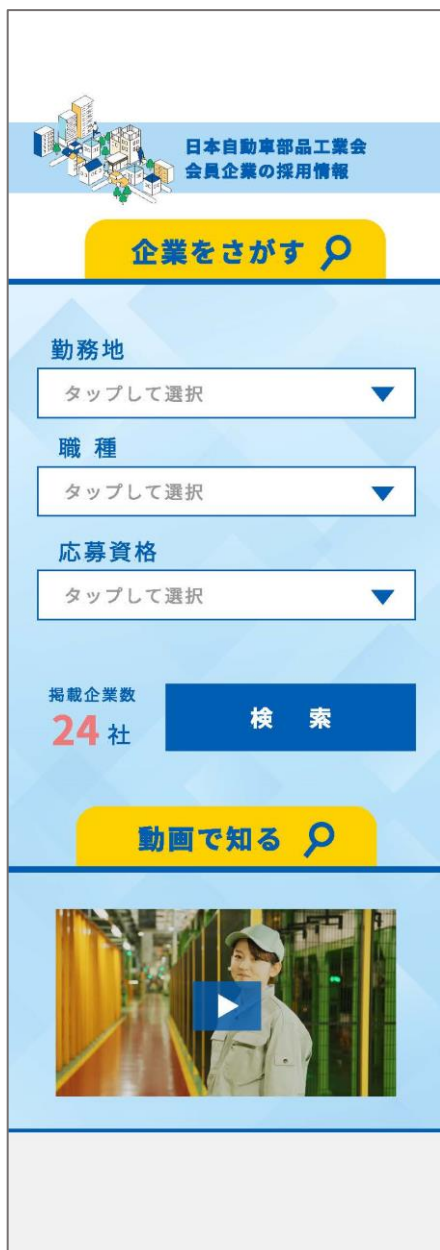 日本自動車部品工業会
会員企業の採用情報
企業をさがす
勤務地
タップして選択
職 種
タップして選択
応募資格
タップして選択
掲載企業数
24 社
検 索
動画で知る